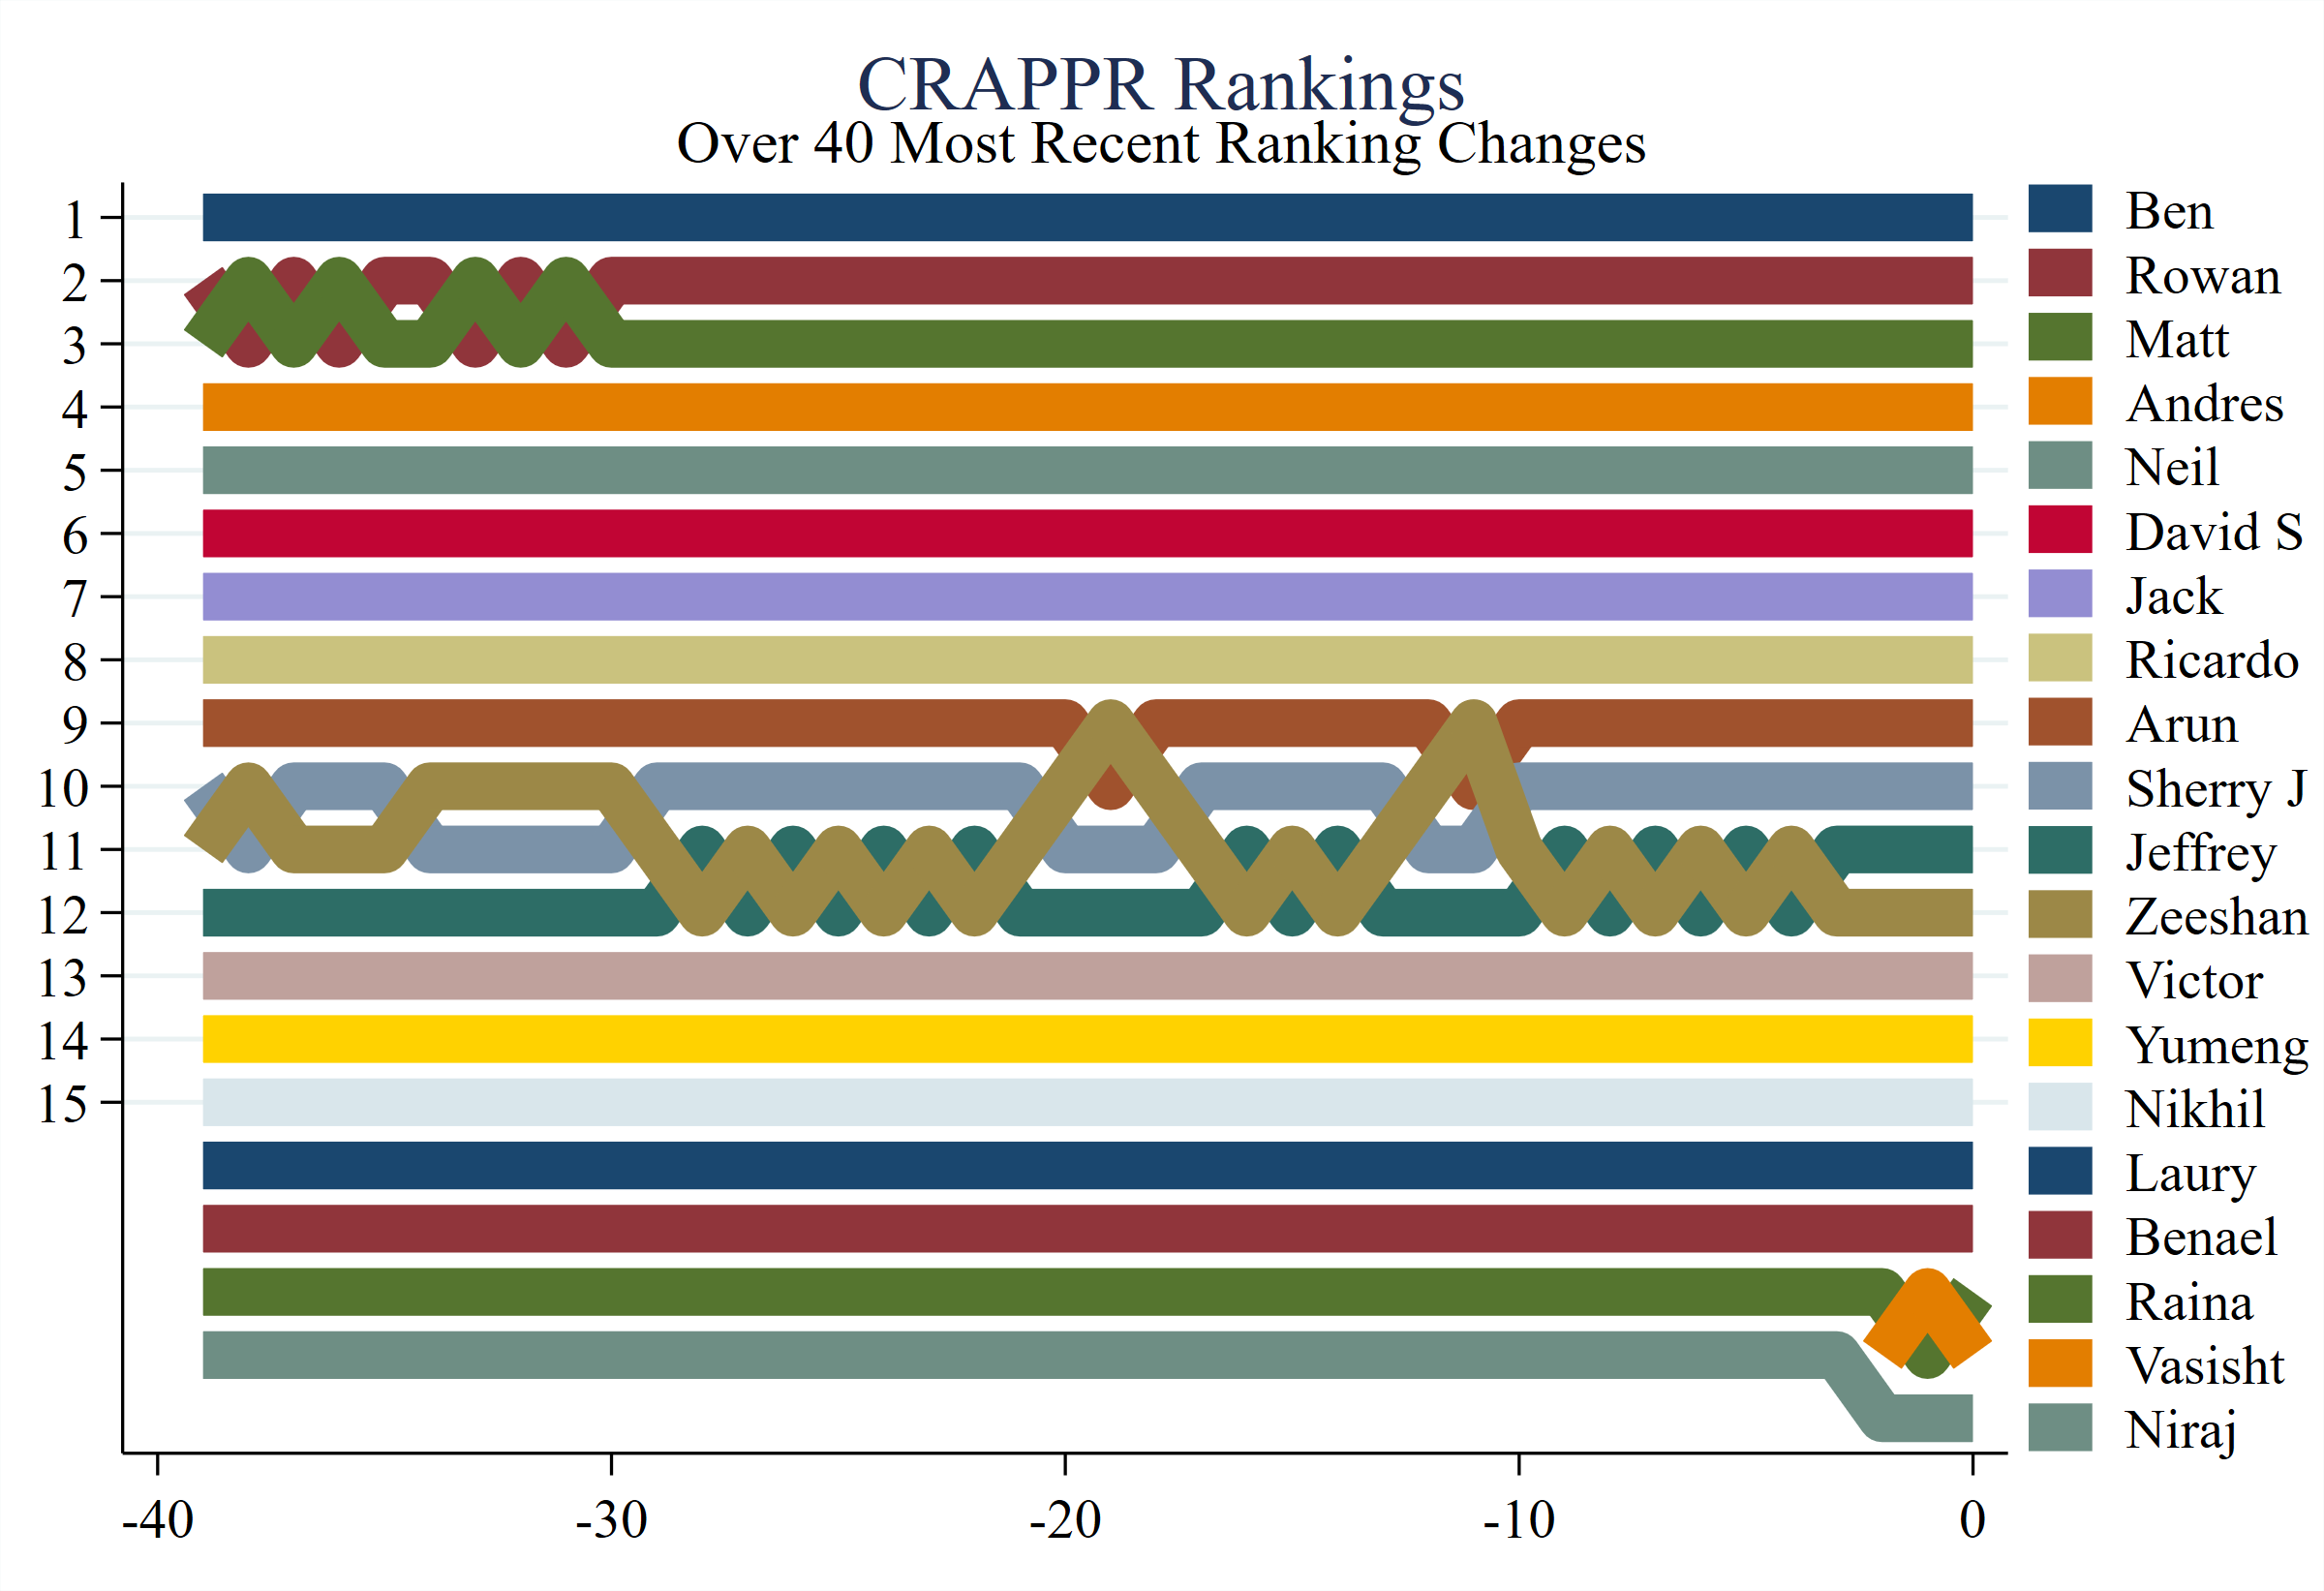 CRAPPR Rankings
Over 40 Most Recent Ranking Changes
1
2
3
4
5
6
7
8
9
10
11
12
13
14
15
Ben
Rowan
Matt
Andres
Neil
David S
Jack
Ricardo
Arun
Sherry J
Jeffrey
Zeeshan
Victor
Yumeng
Nikhil
Laury
Benael
Raina
Vasisht
Niraj
-40 -30 -20 -10 0